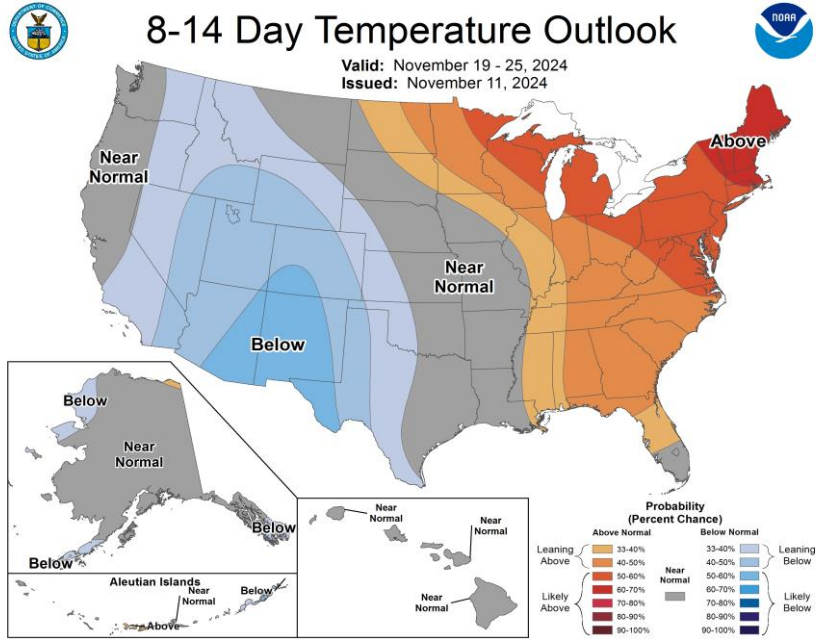 8-14 Day Temperature Outlook
Valid: November 19 - 25, 2024
Issued: November 11, 2024
NOAA
Near
Normal
Above
Near
Normal
Below
Below
Near
Normal
Below
Below
Aleutian Islands
Near
Normal
Below
Above
Near
Normal
Near
Normal
Near
Normal
Probability
(Percent Chance)
Above Normal
Below Normal
Leaning
Above
33-40%
40-50%
50-60%
60-70%
70-80%
80-90%
90-100%
Likely
Above
Near
Normal
33-40%
40-50%
50-60%
60-70%
70-80%
80-90%
90-100%
Leaning
Below
Likely
Below